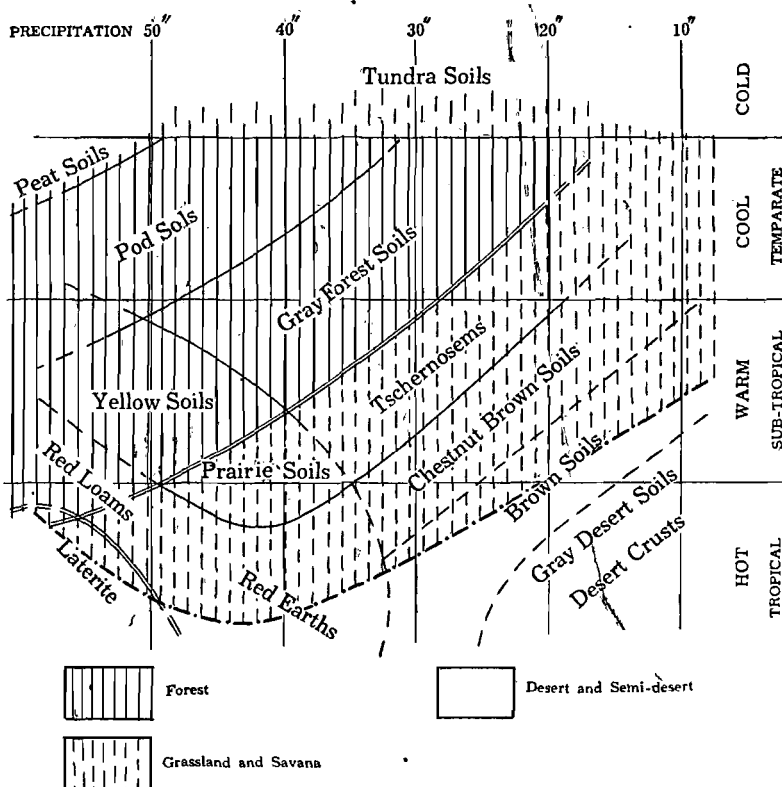 PRECIPITATION 50" 40" 30" 20" 10"
Tundra Soils
COLD
Peat Soils
Pod Sols
Gray Forest Soils
COOL
TEMPARATE
Yellow Soils
Tschernosems
Chestnut Brown Soils
WARM
SUB-TROPICAL
Red Loams
Prairie Soils
Brown Soils
Laterite
Red Earths
Gray Desert Soils
Desert Crusts
HOT
TROPICAL
Forest
Desert and Semi-desert
Grassland and Savana